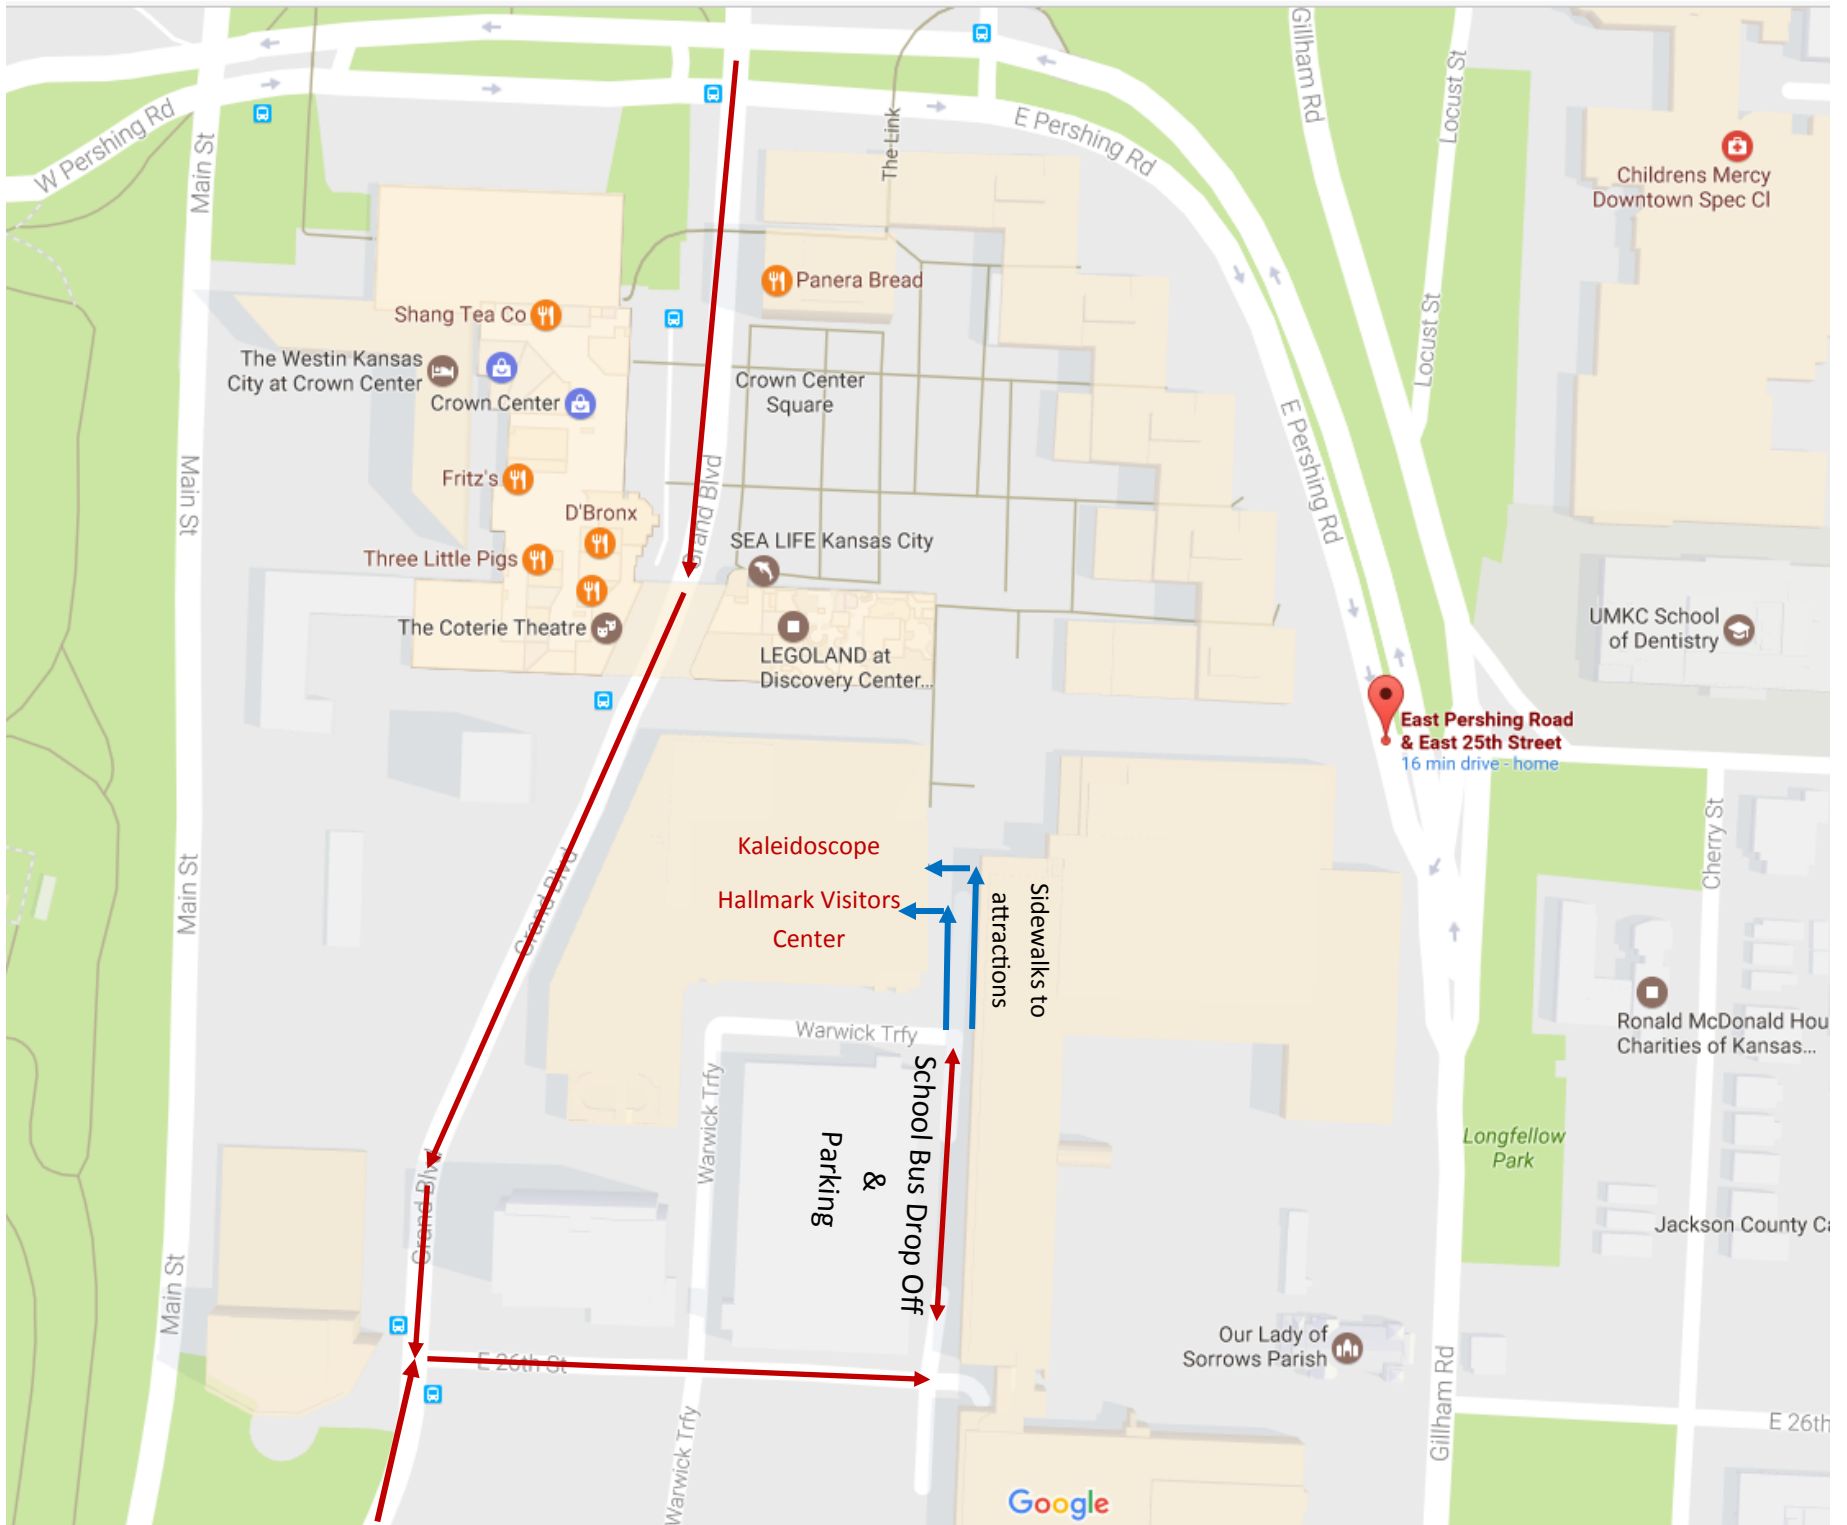 Gillham Rd
Locust St
W Pershing Rd
Main St
The Link
E Pershing Rd
Childrens Mercy
Downtown Spec Cl
Panera Bread
Shang Tea Co
The Westin Kansas
City at Crown Center
Crown Center
Crown Center
Square
Locust St
Fritz's
Main St
Grand Blvd
E Pershing Rd
D'Bronx
SEA LIFE Kansas City
Three Little Pigs
The Coterie Theatre
LEGOLAND at
Discovery Center...
UMKC School
of Dentistry
East Pershing Road
& East 25th Street
16 min drive - home
Kaleidoscope
Hallmark Visitors
Center
Sidewalks to
attractions
Main St
Grand Blvd
Cherry St
Warwick Trfy
Ronald McDonald Hou
Charities of Kansas...
School Bus Drop Off
&
Parking
Warwick Trfy
Longfellow
Park
Grand Blvd
Jackson County Ca
Main St
E 26th St
Our Lady of
Sorrows Parish
Gillham Rd
E 26th
Warwick Trfy
Google